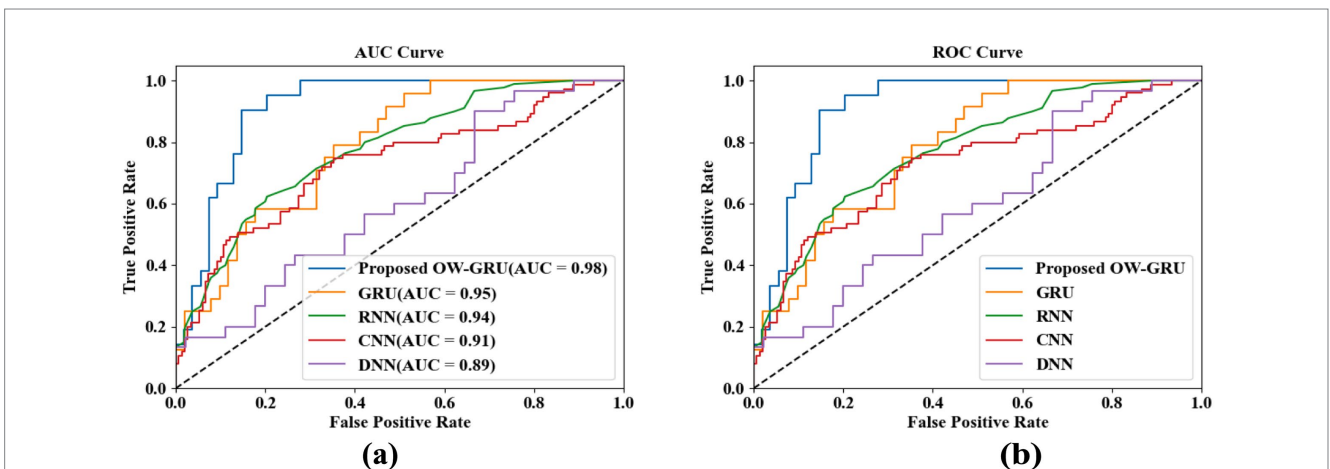 AUC Curve
1.0
0.8
0.6
0.4
0.2
0.0
True Positive Rate
Proposed OW-GRU(AUC = 0.98)
GRU(AUC = 0.95)
RNN(AUC = 0.94)
CNN(AUC = 0.91)
DNN(AUC = 0.89)
0.0 0.2 0.4 0.6 0.8 1.0
False Positive Rate
(a)
ROC Curve
1.0
0.8
0.6
0.4
0.2
0.0
True Positive Rate
Proposed OW-GRU
GRU
RNN
CNN
DNN
0.0 0.2 0.4 0.6 0.8 1.0
False Positive Rate
(b)